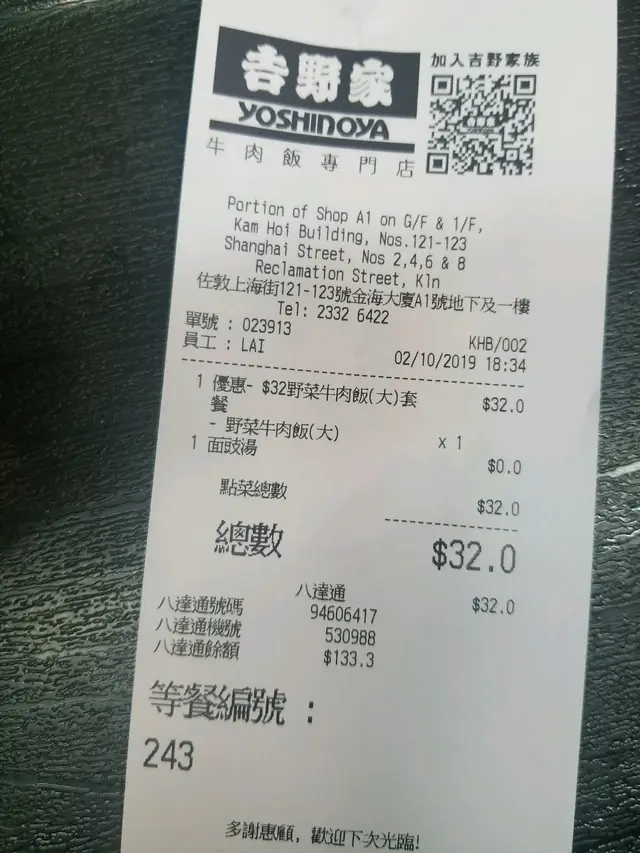 吉野家
YOSHINOYA
牛肉飯專門店
加入吉野家族
Portion of Shop A1 on G/F & 1/F,
Kam Hoi Building, Nos.121-123
Shanghai Street, Nos 2,4,6 & 8
Reclamation Street, Kln
佐敦上海街121-123號金海大廈A1號地下及一樓
Tel: 2332 6422
單號 : 023913 KHB/002
員工 : LAI 02/10/2019 18:34
1 優惠- $32野菜牛肉飯(大)套 $32.0
餐
- 野菜牛肉飯(大) x 1
1 面豉湯 $0.0
點菜總數 $32.0
總數 $32.0
八達通 $32.0
八達通號碼 94606417
八達通機號 530988
八達通餘額 $133.3
等餐編號 :
243
多謝惠顧, 歡迎下次光臨!